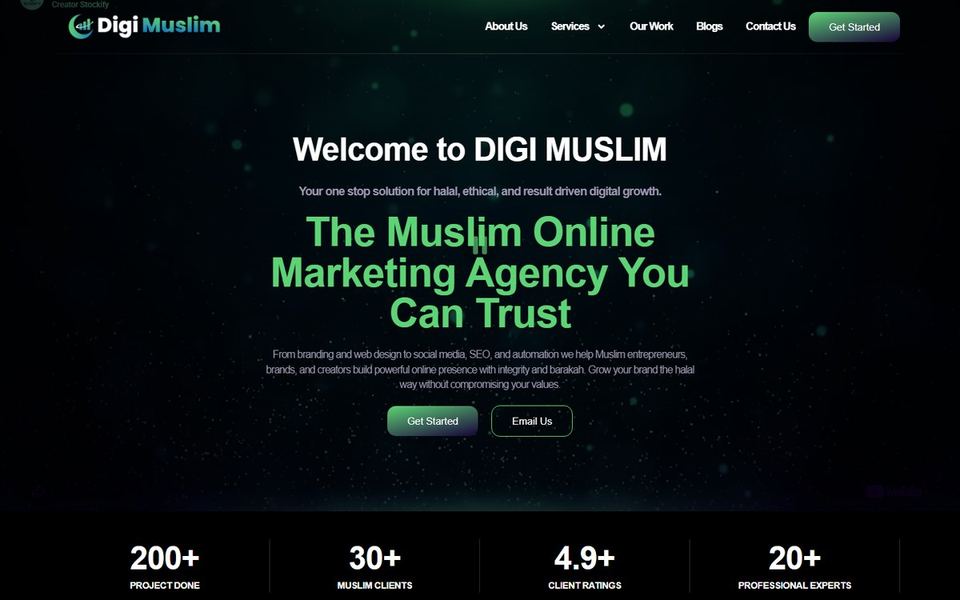 Creator Stockify
Digi Muslim
About Us
Services
Our Work
Blogs
Contact Us
Get Started
Welcome to DIGI MUSLIM
Your one stop solution for halal, ethical, and result driven digital growth.
The Muslim Online
Marketing Agency You
Can Trust
From branding and web design to social media, SEO, and automation we help Muslim entrepreneurs,
brands, and creators build powerful online presence with integrity and barakah. Grow your brand the halal
way without compromising your values.
Get Started
Email Us
200+
PROJECT DONE
30+
MUSLIM CLIENTS
4.9+
CLIENT RATINGS
20+
PROFESSIONAL EXPERTS